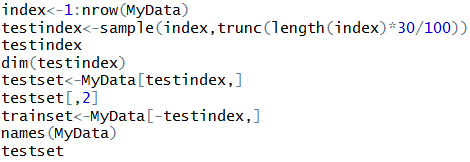 index<-1:nrow(MyData)
testindex<-sample(index,trunc(length(index)*30/100))
testindex
dim(testindex)
testset<-MyData[testindex,]
testset[,2]
trainset<-MyData[-testindex,]
names(MyData)
testset